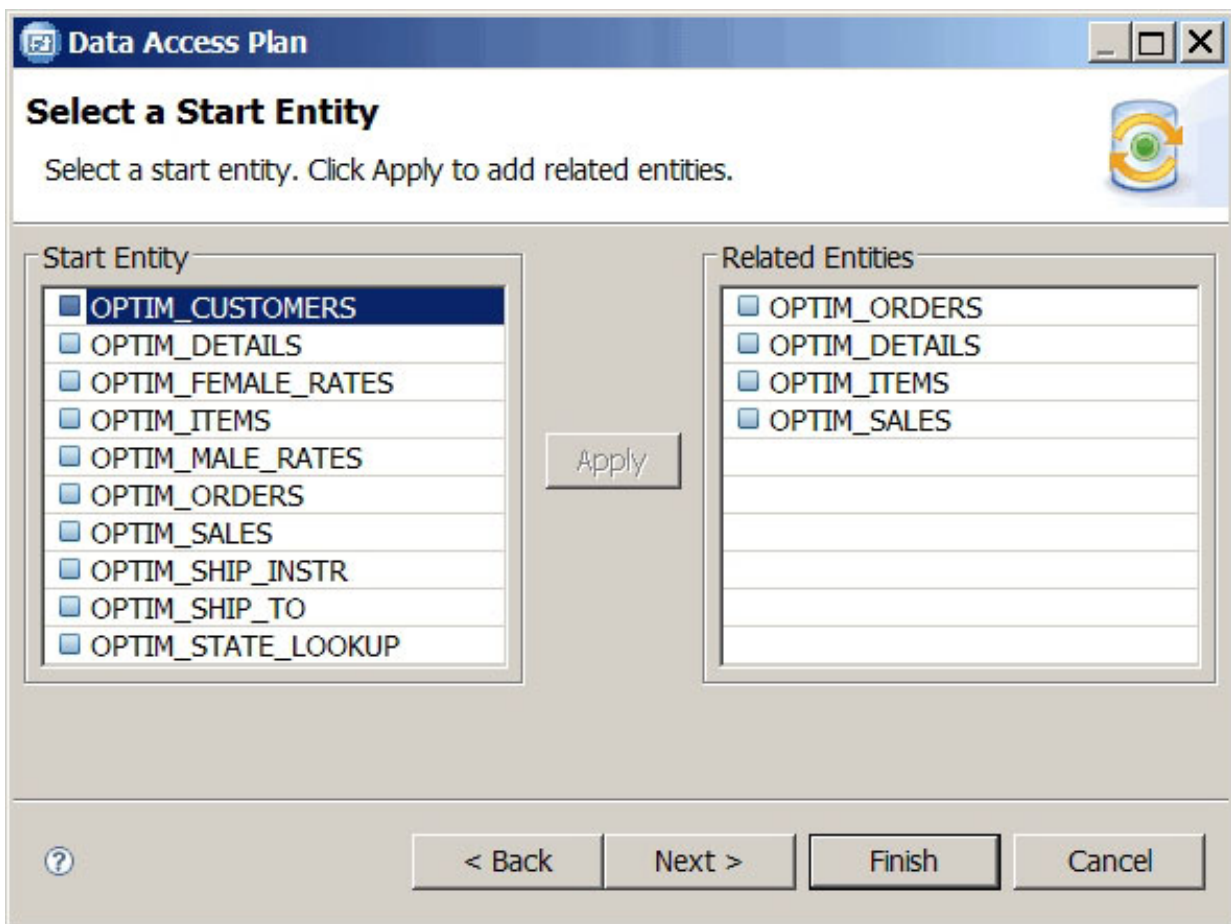 Data Access Plan
Select a Start Entity
Select a start entity. Click Apply to add related entities.
Start Entity
OPTIM_CUSTOMERS
OPTIM_DETAILS
OPTIM_FEMALE_RATES
OPTIM_ITEMS
OPTIM_MALE_RATES
OPTIM_ORDERS
OPTIM_SALES
OPTIM_SHIP_INSTR
OPTIM_SHIP_TO
OPTIM_STATE_LOOKUP
Apply
Related Entities
OPTIM_ORDERS
OPTIM_DETAILS
OPTIM_ITEMS
OPTIM_SALES
?
< Back
Next >
Finish
Cancel